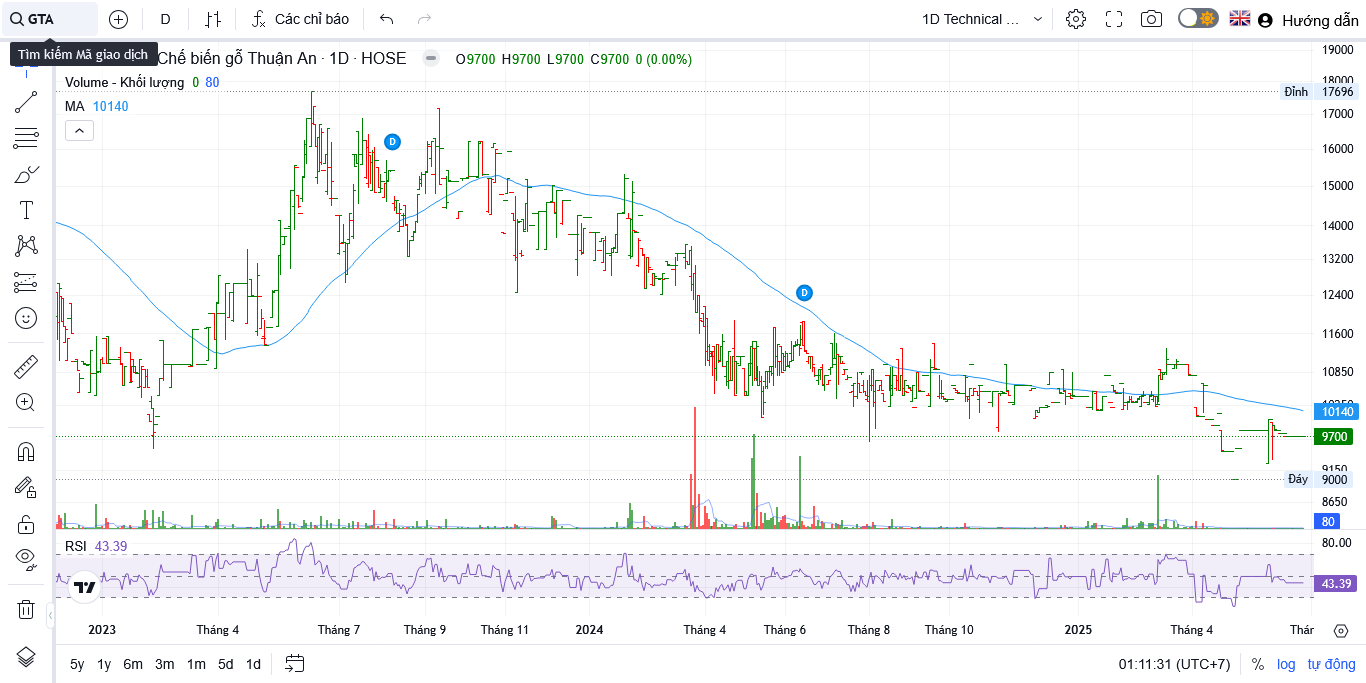 GTA
D
Các chỉ báo
1D Technical ...
Hướng dẫn
Tìm kiếm Mã giao dịch
Chế biến gỗ Thuận An · 1D · HOSE
O9700 H9700 L9700 C9700 0 (0.00%)
Volume - Khối lượng 0 80
MA 10140
D
D
19000
18000
Đỉnh 17696
17000
16000
15000
14000
13200
12400
11600
10850
10140
9700
9150
Đáy 9000
8650
80
RSI 43.39
80.00
43.39
2023
Tháng 4
Tháng 7
Tháng 9
Tháng 11
2024
Tháng 4
Tháng 6
Tháng 8
Tháng 10
2025
Tháng 4
Thár
5y 1y 6m 3m 1m 5d 1d
01:11:31 (UTC+7)
% log tự động